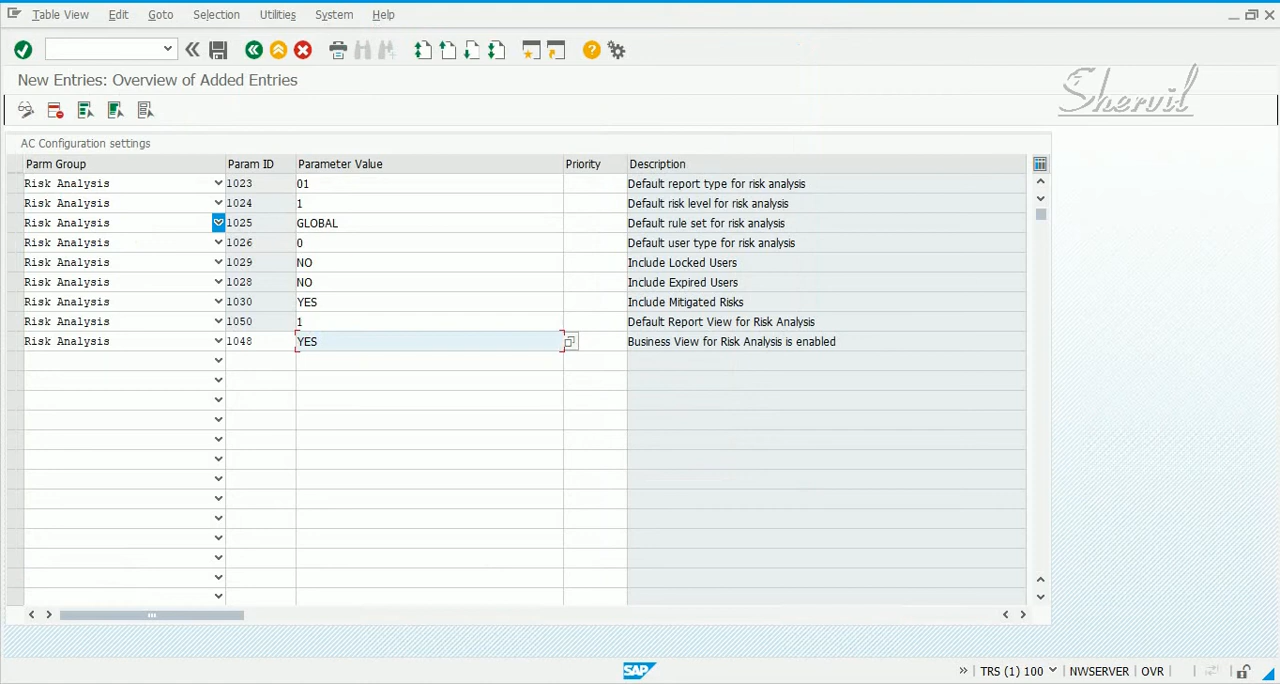 Table View Edit Goto Selection Utilities System Help
New Entries: Overview of Added Entries
Shervil
AC Configuration settings
Parm Group Param ID Parameter Value Priority Description
Risk Analysis 1023 01 Default report type for risk analysis
Risk Analysis 1024 1 Default risk level for risk analysis
Risk Analysis 1025 GLOBAL Default rule set for risk analysis
Risk Analysis 1026 0 Default user type for risk analysis
Risk Analysis 1029 NO Include Locked Users
Risk Analysis 1028 NO Include Expired Users
Risk Analysis 1030 YES Include Mitigated Risks
Risk Analysis 1050 1 Default Report View for Risk Analysis
Risk Analysis 1048 YES Business View for Risk Analysis is enabled
SAP TRS (1) 100 NWSERVER OVR